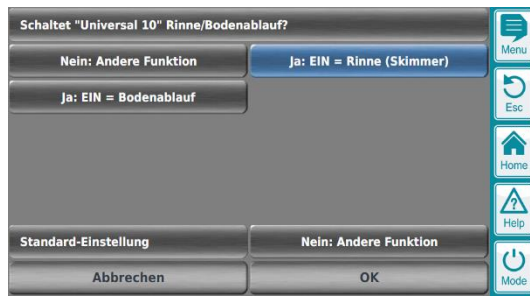 Schaltet "Universal 10" Rinne/Bodenablauf?
Nein: Andere Funktion
Ja: EIN = Rinne (Skimmer)
Ja: EIN = Bodenablauf
Standard-Einstellung
Nein: Andere Funktion
Abbrechen
OK
Menu
Esc
Home
Help
Mode